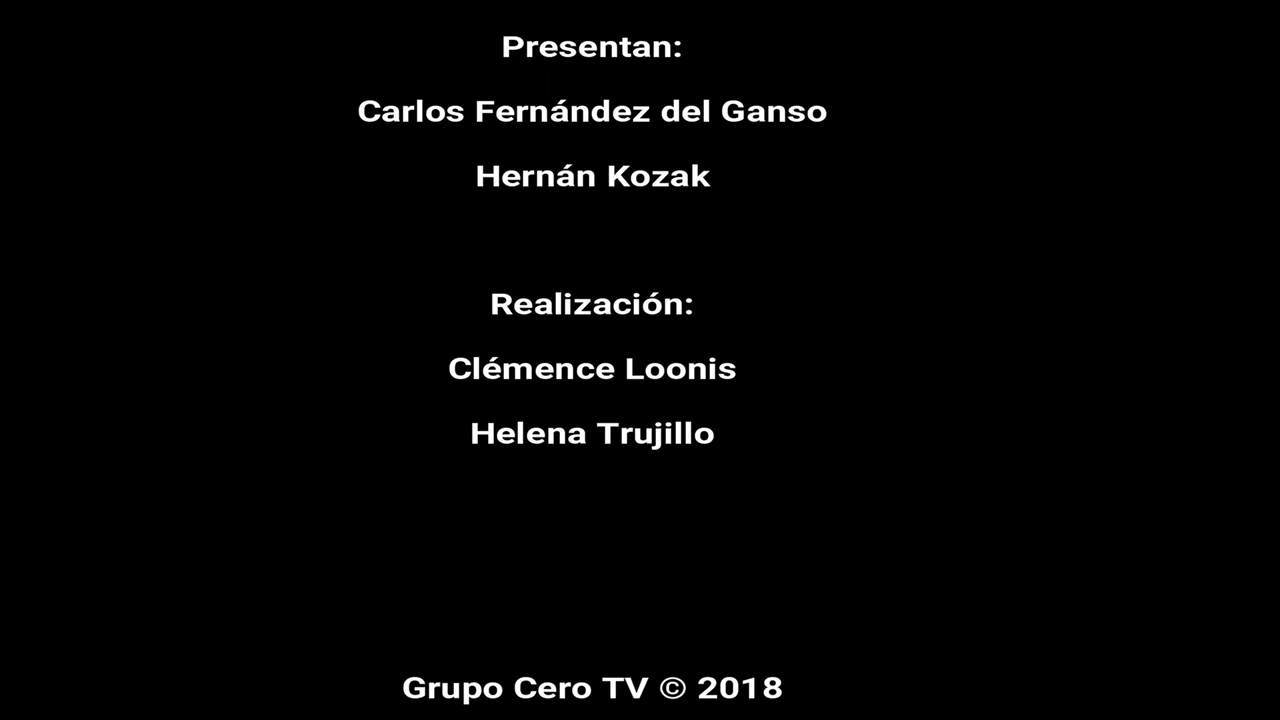 Presentan:
Carlos Fernández del Ganso
Hernán Kozak
Realización:
Clémence Loonis
Helena Trujillo
Grupo Cero TV © 2018